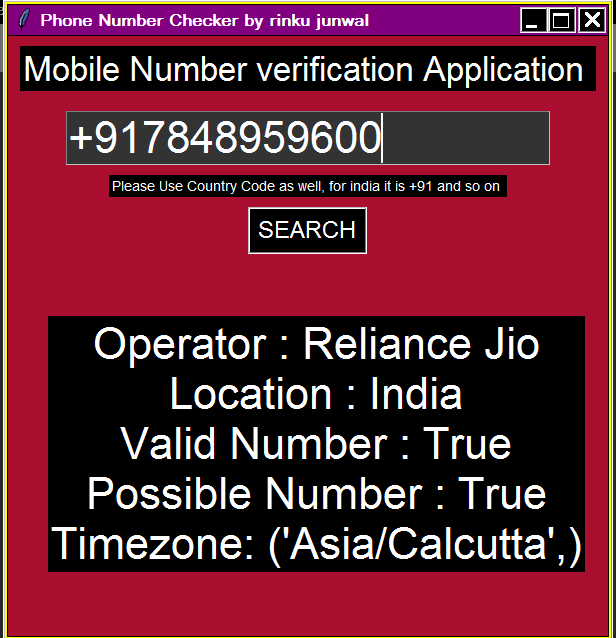 Phone Number Checker by rinku junwal
Mobile Number verification Application
+917848959600
Please Use Country Code as well, for india it is +91 and so on
SEARCH
Operator : Reliance Jio
Location : India
Valid Number : True
Possible Number : True
Timezone: ('Asia/Calcutta',)